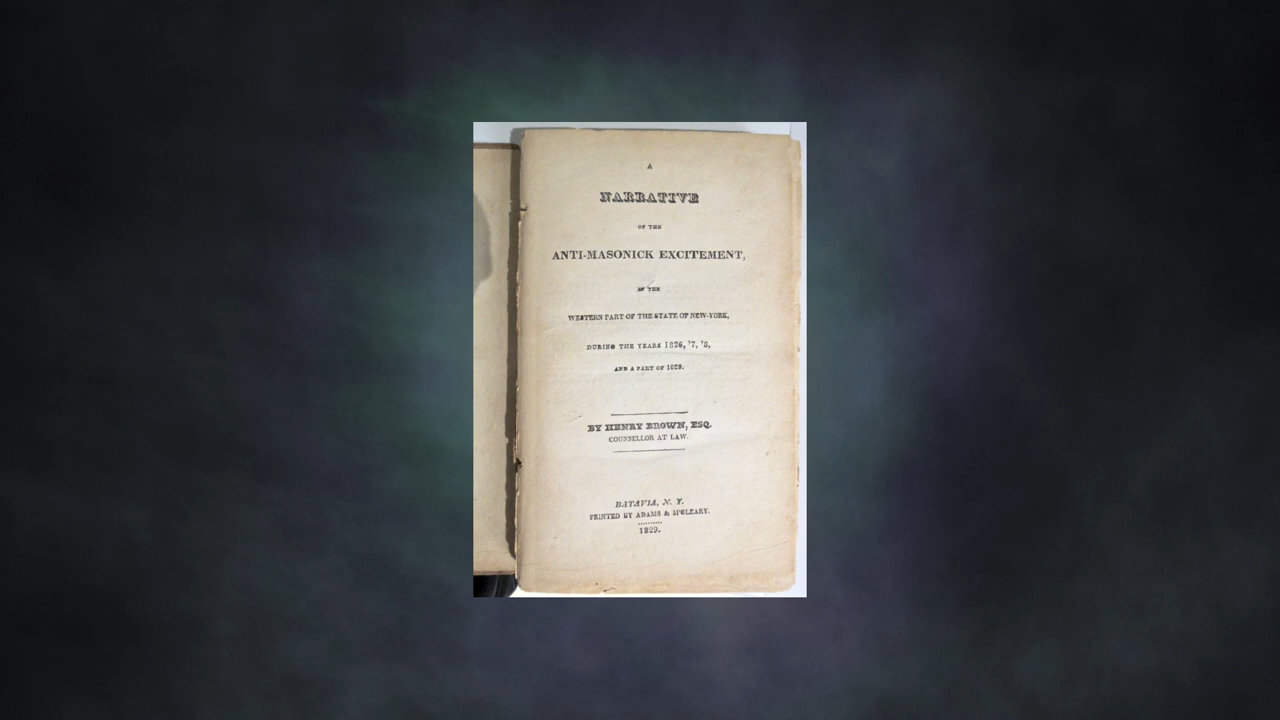 A
NARRATIVE
OF THE
ANTI-MASONICK EXCITEMENT,
IN THE
WESTERN PART OF THE STATE OF NEW-YORK,
DURING THE YEARS 1826, '7, '8,
AND A PART OF 1829.
BY HENRY BROWN, ESQ.
COUNSELLOR AT LAW.
BATAVIA, N. Y.
PRINTED BY ADAMS & M'CLEARY.
1829.